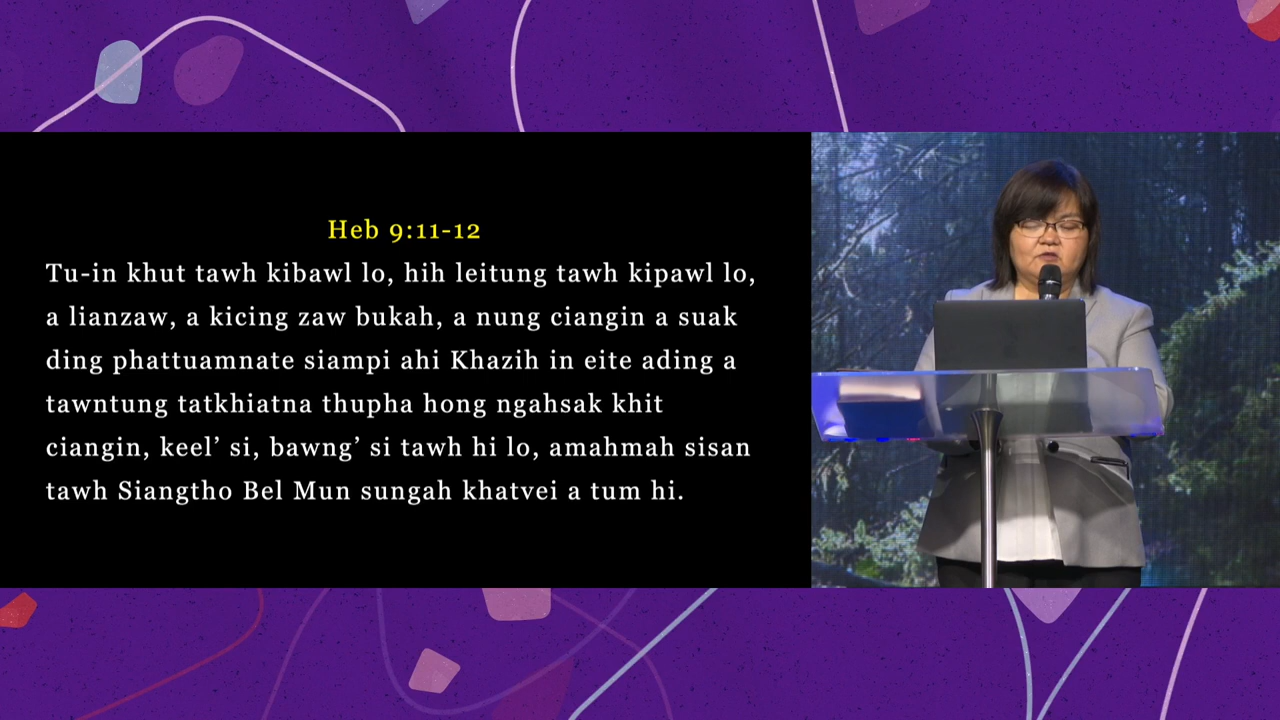 Heb 9:11-12
Tu-in khut tawh kibawl lo, hih leitung tawh kipawl lo,
a lianzaw, a kicing zaw bukah, a nung ciangin a suak
ding phattuamnate siampi ahi Khazih in eite ading a
tawntung tatkhiatna thupha hong ngahsak khit
ciangin, keel’ si, bawng’ si tawh hi lo, amahmah sisan
tawh Siangtho Bel Mun sungah khatvei a tum hi.